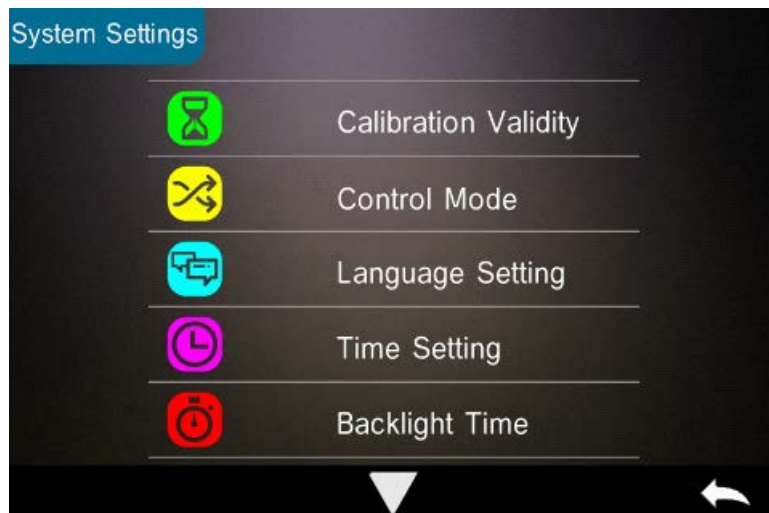 System Settings
Calibration Validity
Control Mode
Language Setting
Time Setting
Backlight Time